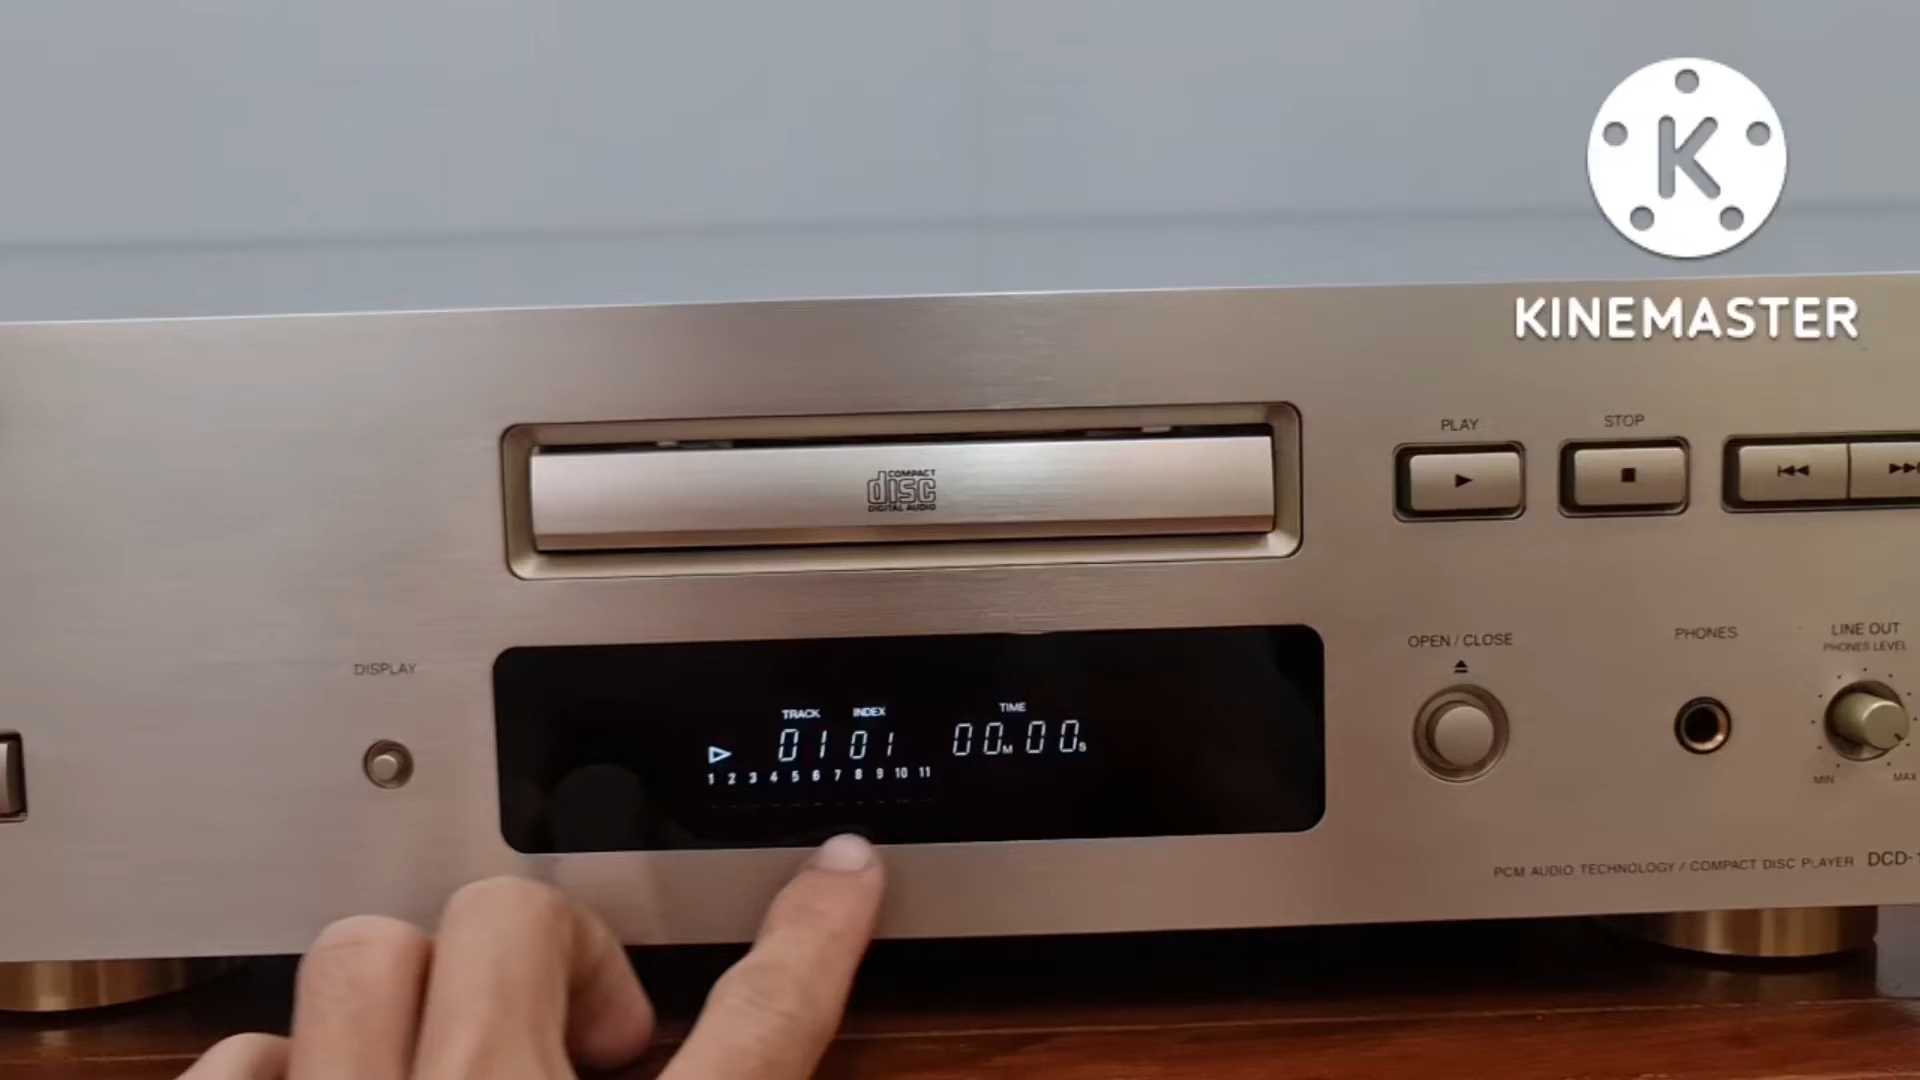 KINEMASTER
PLAY
STOP
COMPACT
disc
DIGITAL AUDIO
DISPLAY
OPEN / CLOSE
PHONES
LINE OUT
PHONES LEVEL
MIN
MAX
TRACK INDEX TIME
01 01 00M 00S
1 2 3 4 5 6 7 8 9 10 11
PCM AUDIO TECHNOLOGY / COMPACT DISC PLAYER DCD-